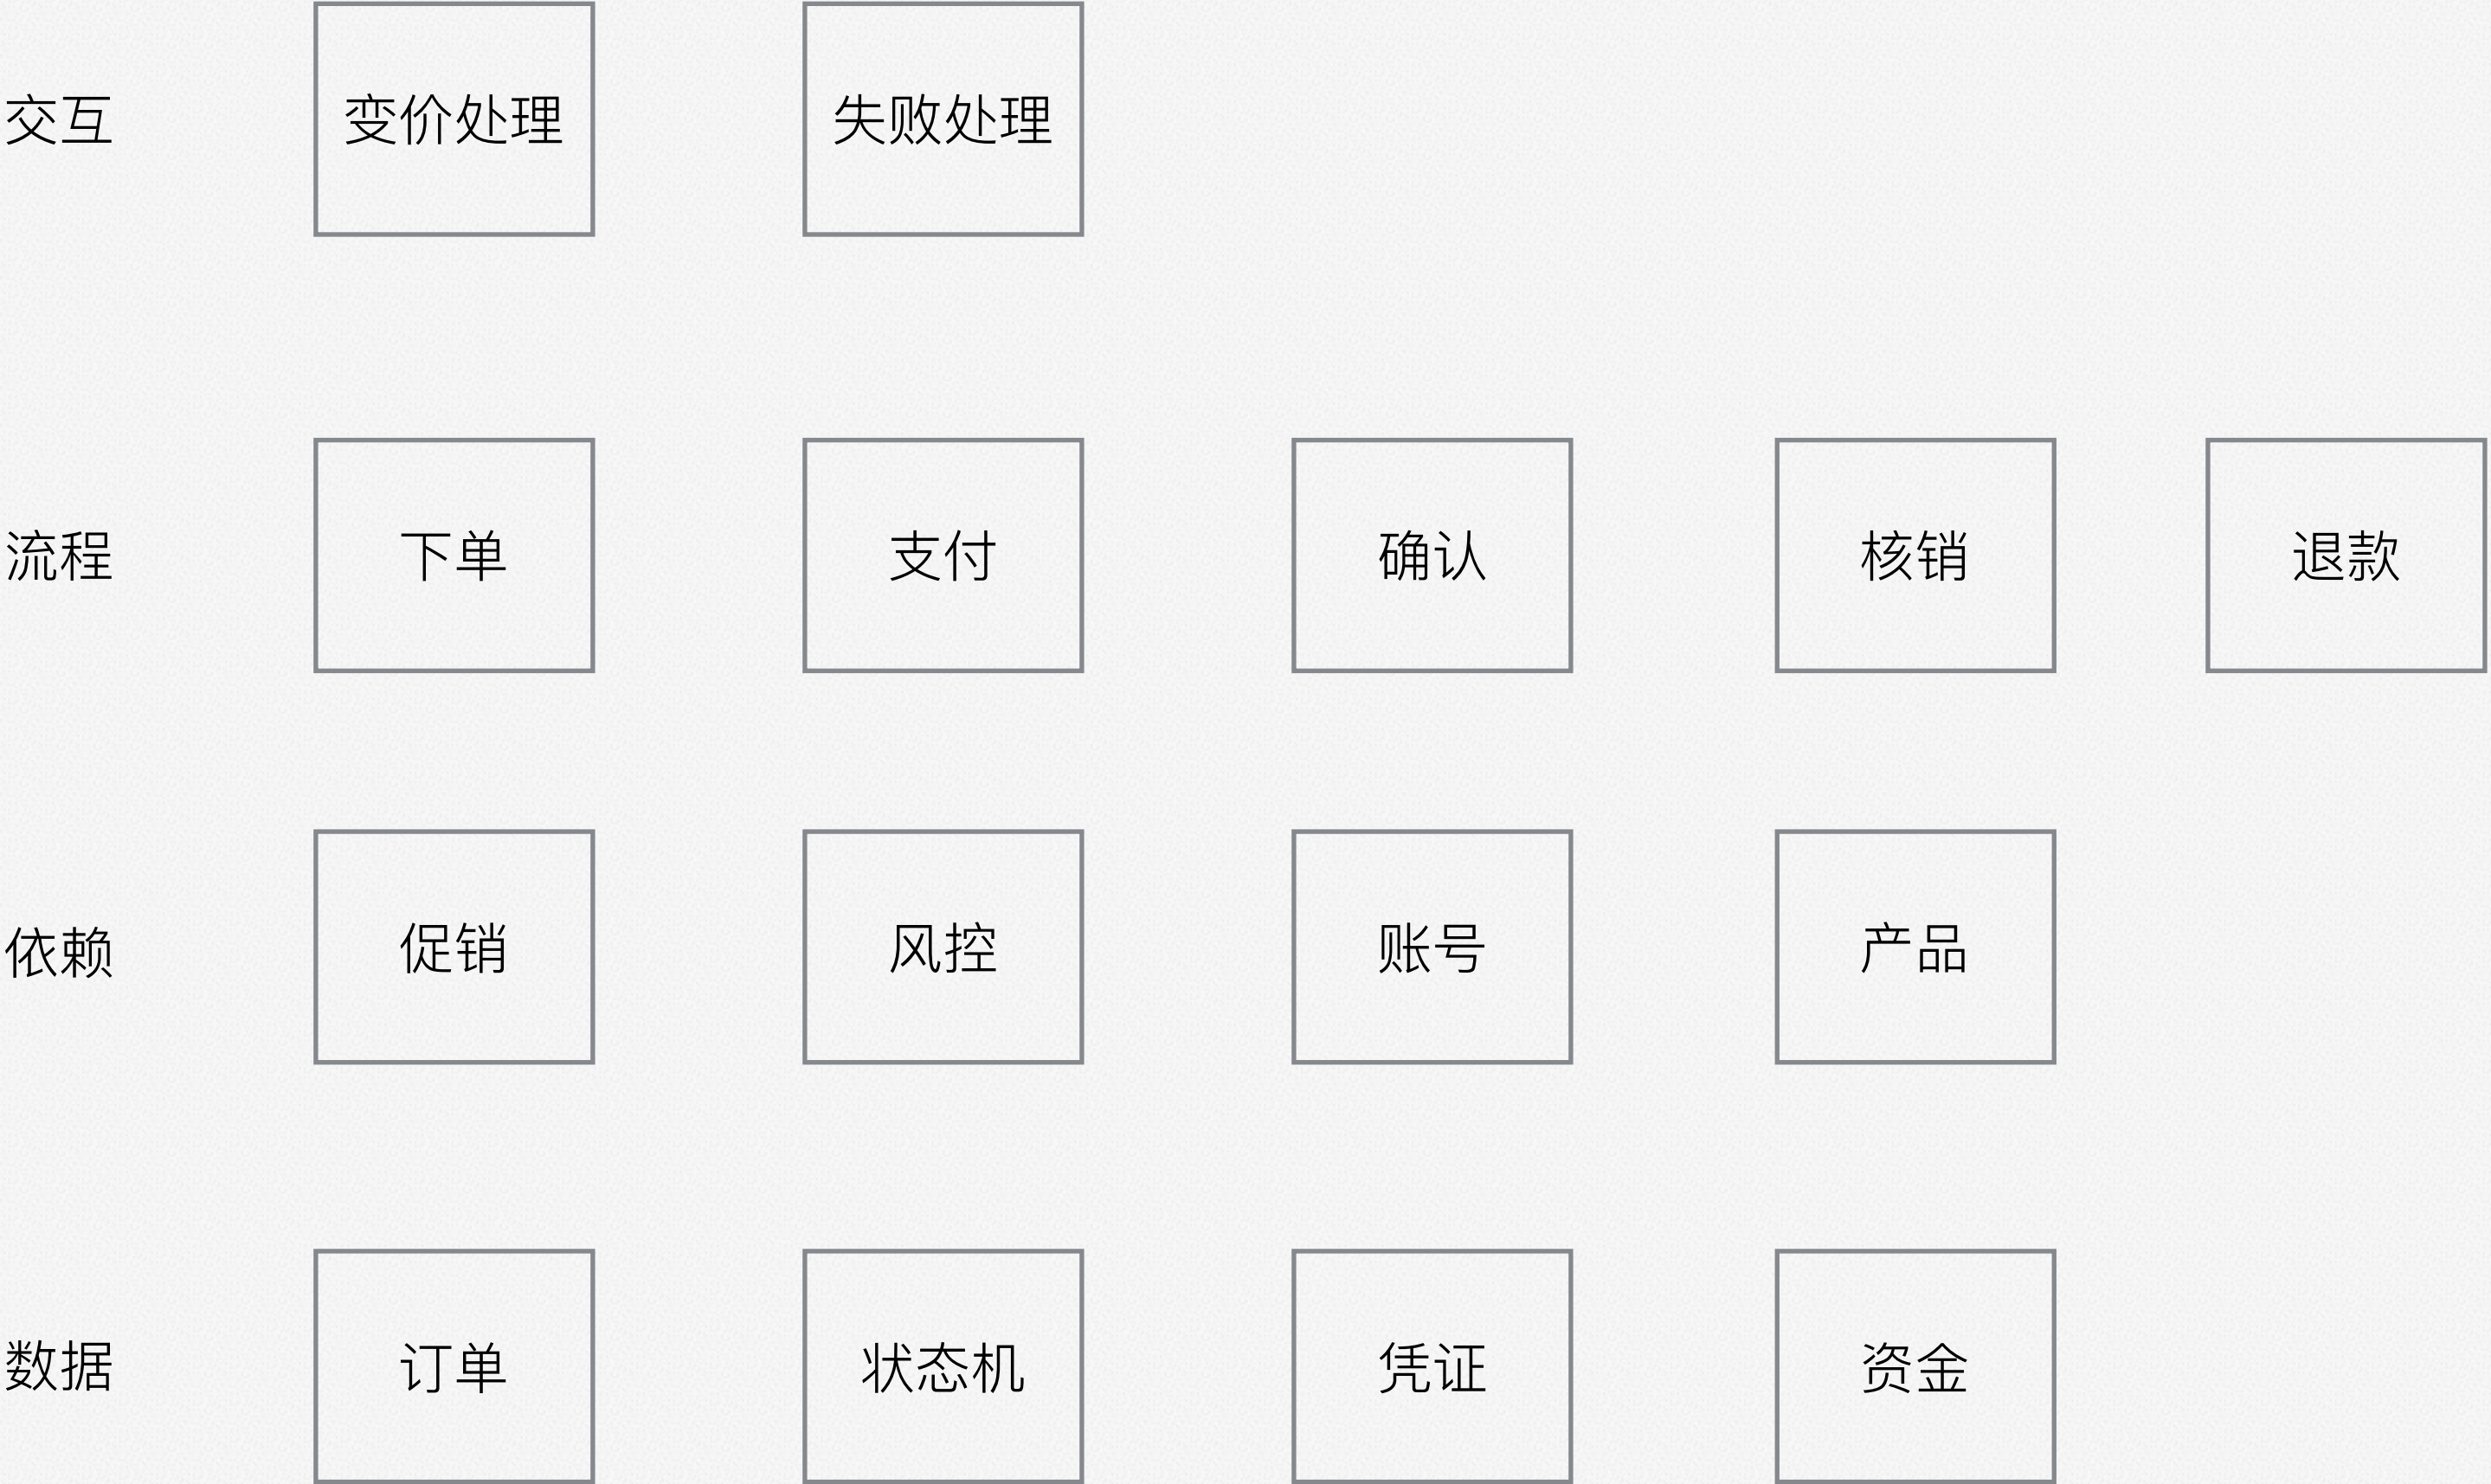 交互
变价处理
失败处理
流程
下单
支付
确认
核销
退款
依赖
促销
风控
账号
产品
数据
订单
状态机
凭证
资金